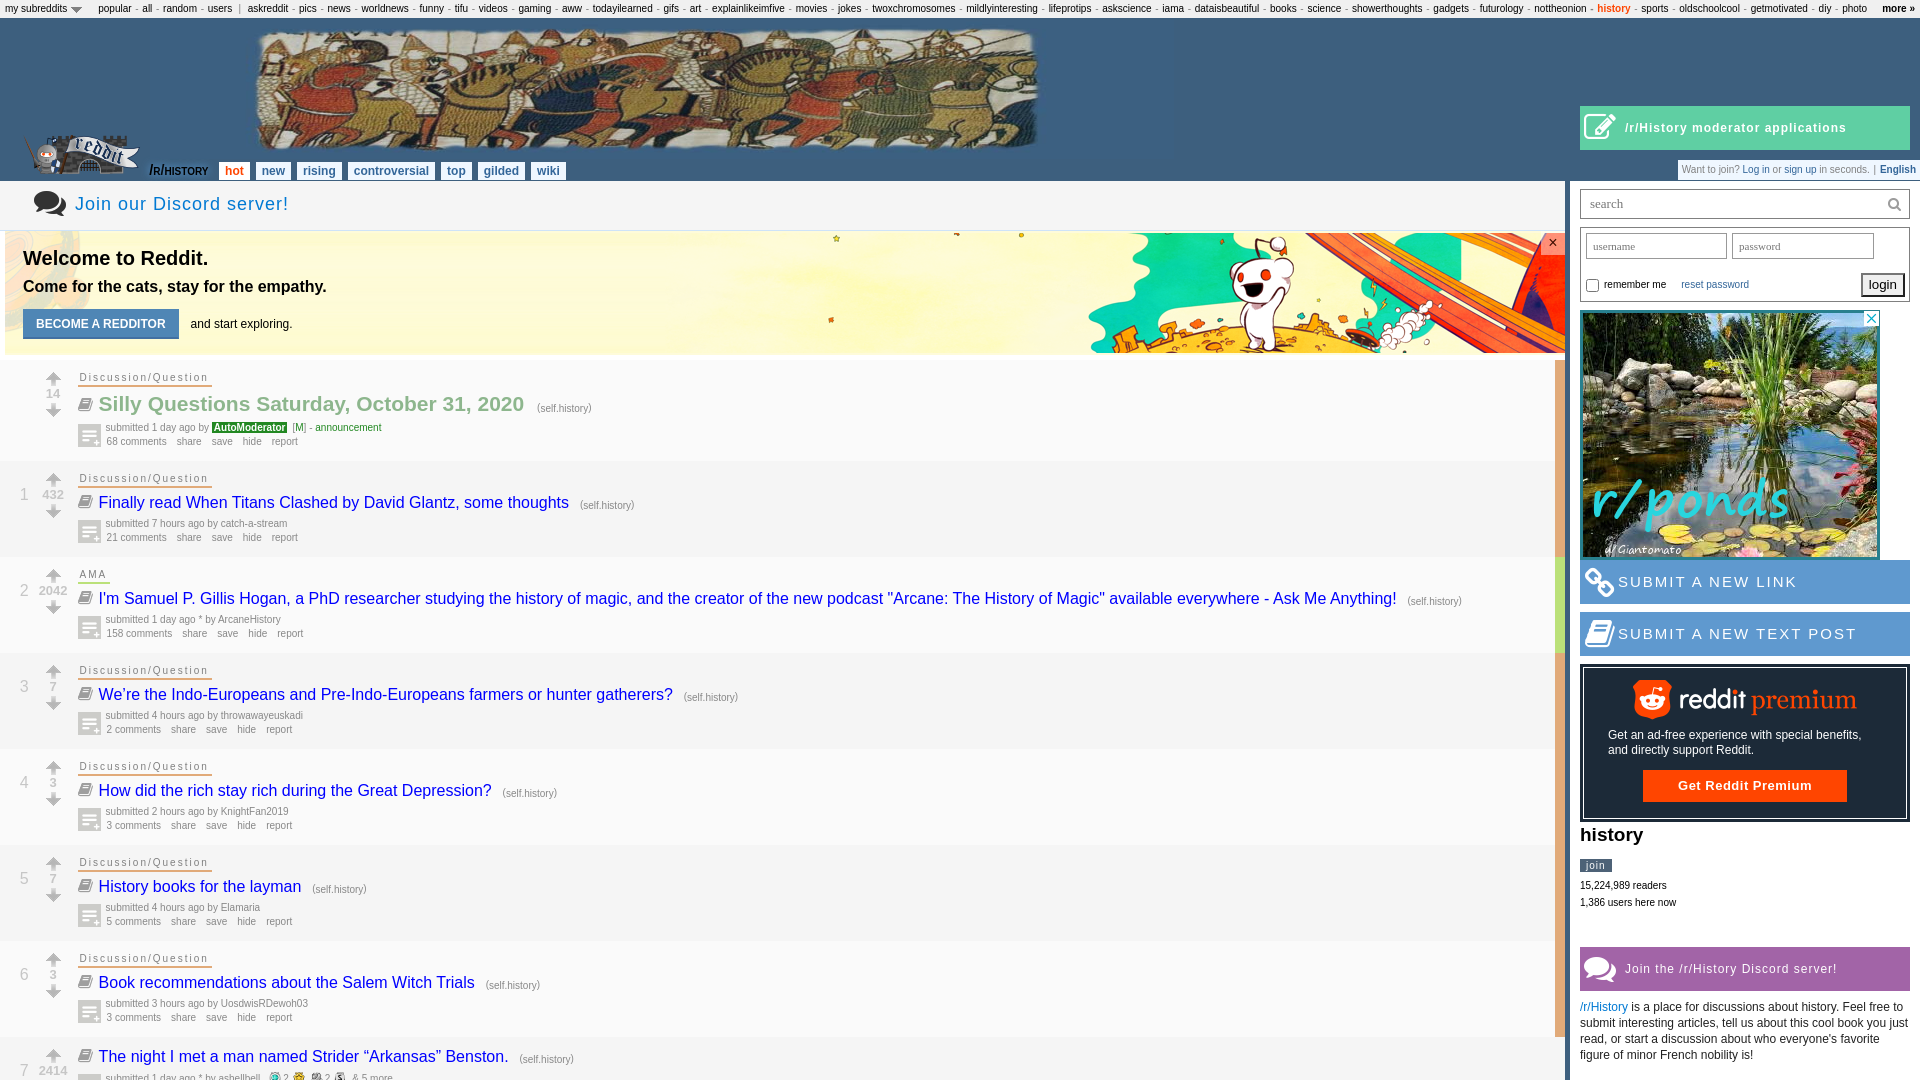 my subreddits popular - all - random - users | askreddit - pics - news - worldnews - funny - tifu - videos - gaming - aww - todayilearned - gifs - art - explainlikeimfive - movies - jokes - twoxchromosomes - mildlyinteresting - lifeprotips - askscience - iama - dataisbeautiful - books - science - showerthoughts - gadgets - futurology - nottheonion - history - sports - oldschoolcool - getmotivated - diy - photo more »
/r/History moderator applications
reddit
/r/history hot new rising controversial top gilded wiki
Want to join? Log in or sign up in seconds. | English
Join our Discord server!
Welcome to Reddit.
Come for the cats, stay for the empathy.
BECOME A REDDITOR and start exploring.
×
Discussion/Question
14
Silly Questions Saturday, October 31, 2020 (self.history)
submitted 1 day ago by AutoModerator [M] - announcement
68 comments share save hide report
Discussion/Question
1 432
Finally read When Titans Clashed by David Glantz, some thoughts (self.history)
submitted 7 hours ago by catch-a-stream
21 comments share save hide report
AMA
2 2042
I'm Samuel P. Gillis Hogan, a PhD researcher studying the history of magic, and the creator of the new podcast "Arcane: The History of Magic" available everywhere - Ask Me Anything! (self.history)
submitted 1 day ago * by ArcaneHistory
158 comments share save hide report
Discussion/Question
3 7
We’re the Indo-Europeans and Pre-Indo-Europeans farmers or hunter gatherers? (self.history)
submitted 4 hours ago by throwawayeuskadi
2 comments share save hide report
Discussion/Question
4 3
How did the rich stay rich during the Great Depression? (self.history)
submitted 2 hours ago by KnightFan2019
3 comments share save hide report
Discussion/Question
5 7
History books for the layman (self.history)
submitted 4 hours ago by Elamaria
5 comments share save hide report
Discussion/Question
6 3
Book recommendations about the Salem Witch Trials (self.history)
submitted 3 hours ago by UosdwisRDewoh03
3 comments share save hide report
The night I met a man named Strider “Arkansas” Benston. (self.history)
7 2414
submitted 1 day ago * by ashellbell 2 2 & 5 more
search
username password
remember me reset password login
r/ponds
u/Giantomato
SUBMIT A NEW LINK
SUBMIT A NEW TEXT POST
reddit premium
Get an ad-free experience with special benefits,
and directly support Reddit.
Get Reddit Premium
history
join
15,224,989 readers
1,386 users here now
Join the /r/History Discord server!
/r/History is a place for discussions about history. Feel free to
submit interesting articles, tell us about this cool book you just
read, or start a discussion about who everyone's favorite
figure of minor French nobility is!